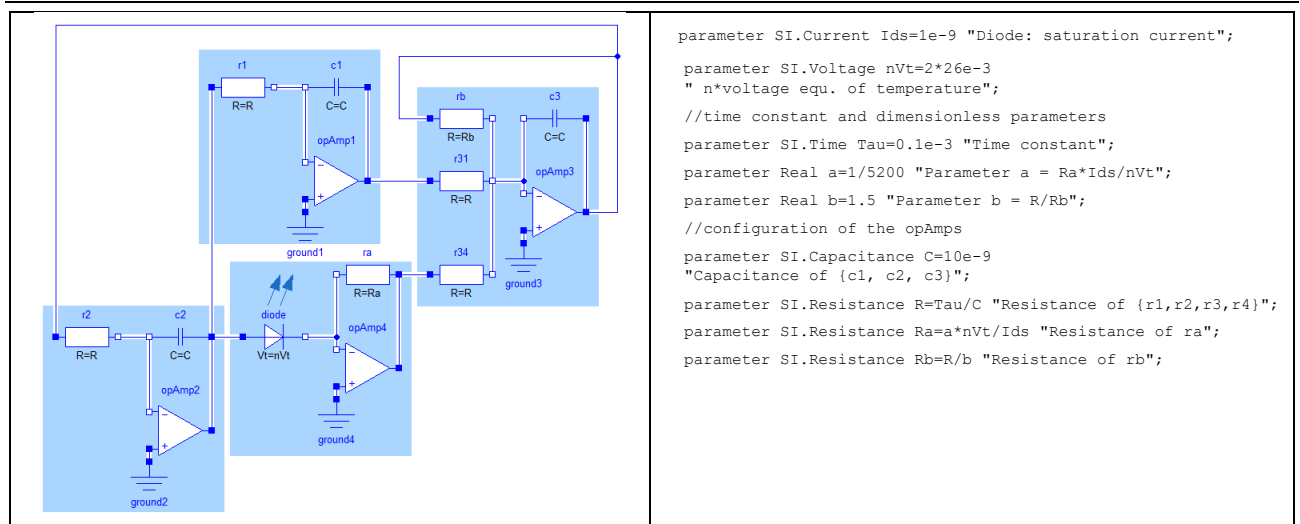 r1
c1
R=R
C=C
opAmp1
ground1
rb
c3
R=Rb
C=C
r31
opAmp3
R=R
r34
R=R
ground3
ra
R=Ra
diode
Vt=nVt
opAmp4
ground4
r2
c2
R=R
C=C
opAmp2
ground2
parameter SI.Current Ids=1e-9 "Diode: saturation current";
parameter SI.Voltage nVt=2*26e-3
" n*voltage equ. of temperature";
//time constant and dimensionless parameters
parameter SI.Time Tau=0.1e-3 "Time constant";
parameter Real a=1/5200 "Parameter a = Ra*Ids/nVt";
parameter Real b=1.5 "Parameter b = R/Rb";
//configuration of the opAmps
parameter SI.Capacitance C=10e-9
"Capacitance of {c1, c2, c3}";
parameter SI.Resistance R=Tau/C "Resistance of {r1,r2,r3,r4}";
parameter SI.Resistance Ra=a*nVt/Ids "Resistance of ra";
parameter SI.Resistance Rb=R/b "Resistance of rb";